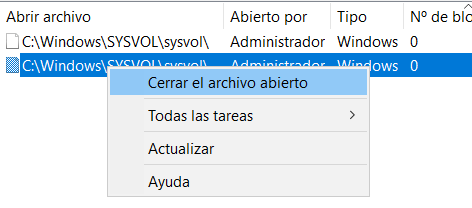 Abrir archivo Abierto por Tipo Nº de blo
C:\Windows\SYSVOL\sysvol\ Administrador Windows 0
C:\Windows\SYSVOL\sysvol\ Administrador Windows 0
Cerrar el archivo abierto
Todas las tareas
Actualizar
Ayuda